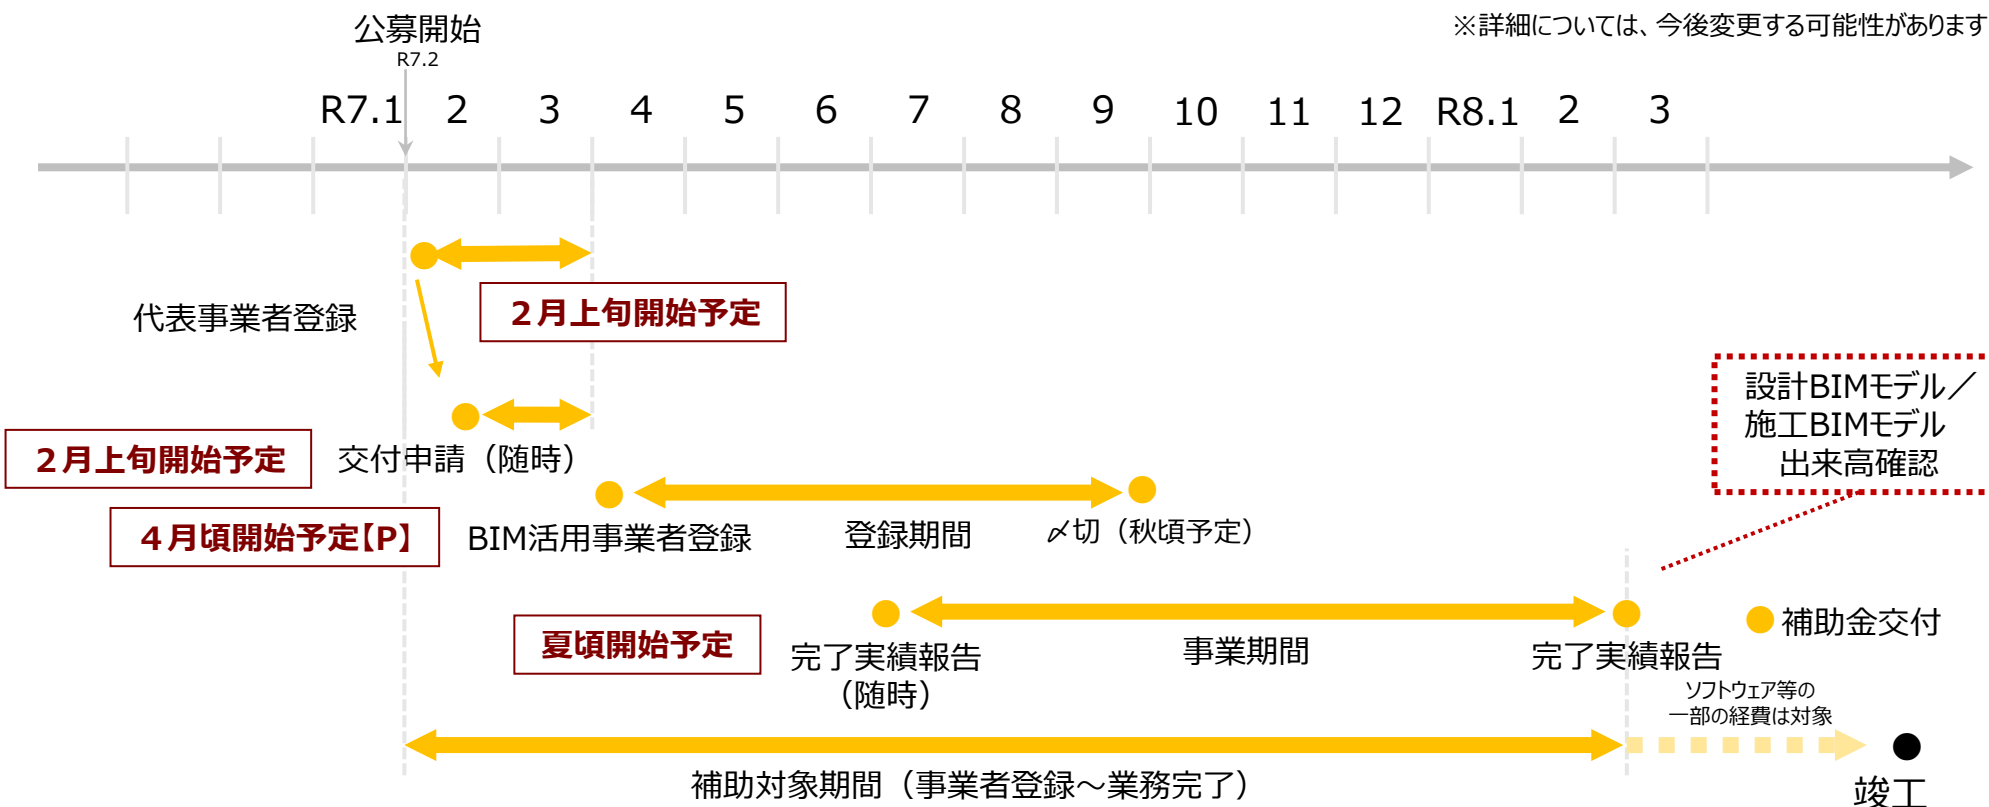 公募開始
R7.2
※詳細については、今後変更する可能性があります
R7.1 2 3 4 5 6 7 8 9 10 11 12 R8.1 2 3
代表事業者登録
２月上旬開始予定
２月上旬開始予定
交付申請（随時）
設計BIMモデル／
施工BIMモデル
出来高確認
４月頃開始予定【P】
BIM活用事業者登録
登録期間
〆切（秋頃予定）
夏頃開始予定
完了実績報告
（随時）
事業期間
完了実績報告
補助金交付
ソフトウェア等の
一部の経費は対象
補助対象期間（事業者登録～業務完了）
竣工